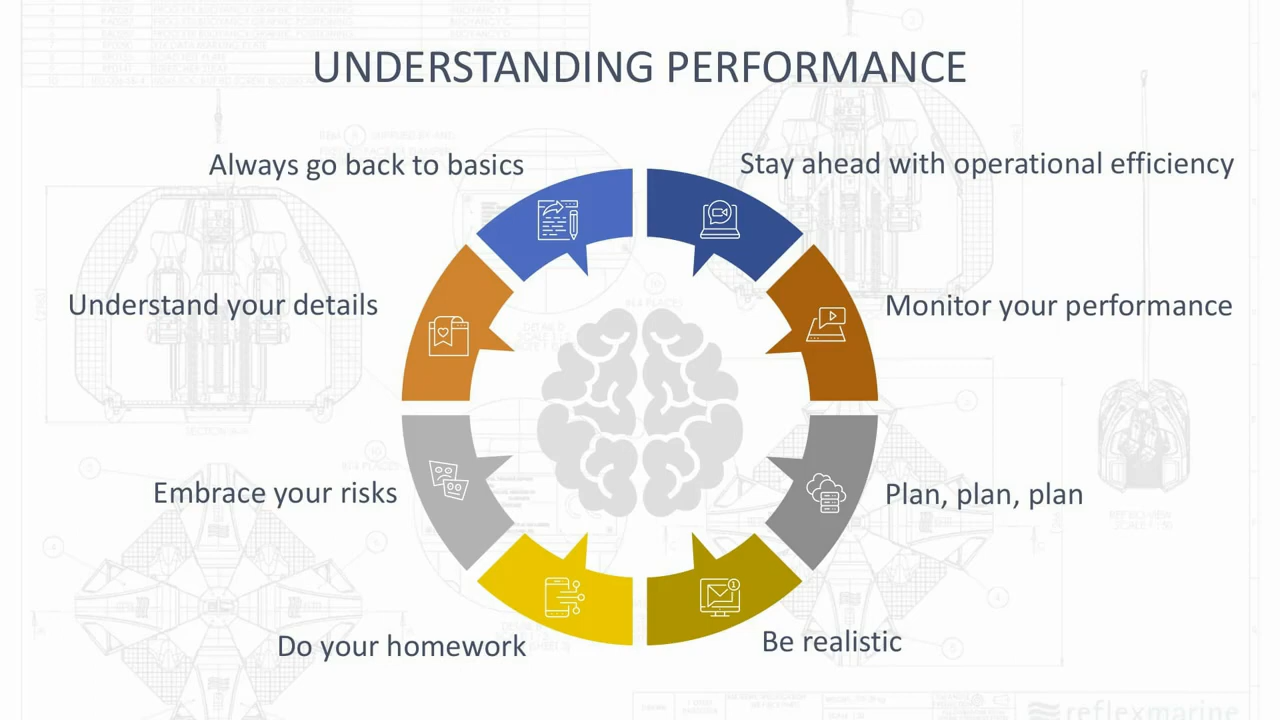 UNDERSTANDING PERFORMANCE
Always go back to basics
Stay ahead with operational efficiency
Understand your details
Monitor your performance
Embrace your risks
Plan, plan, plan
Do your homework
Be realistic
reflexmarine